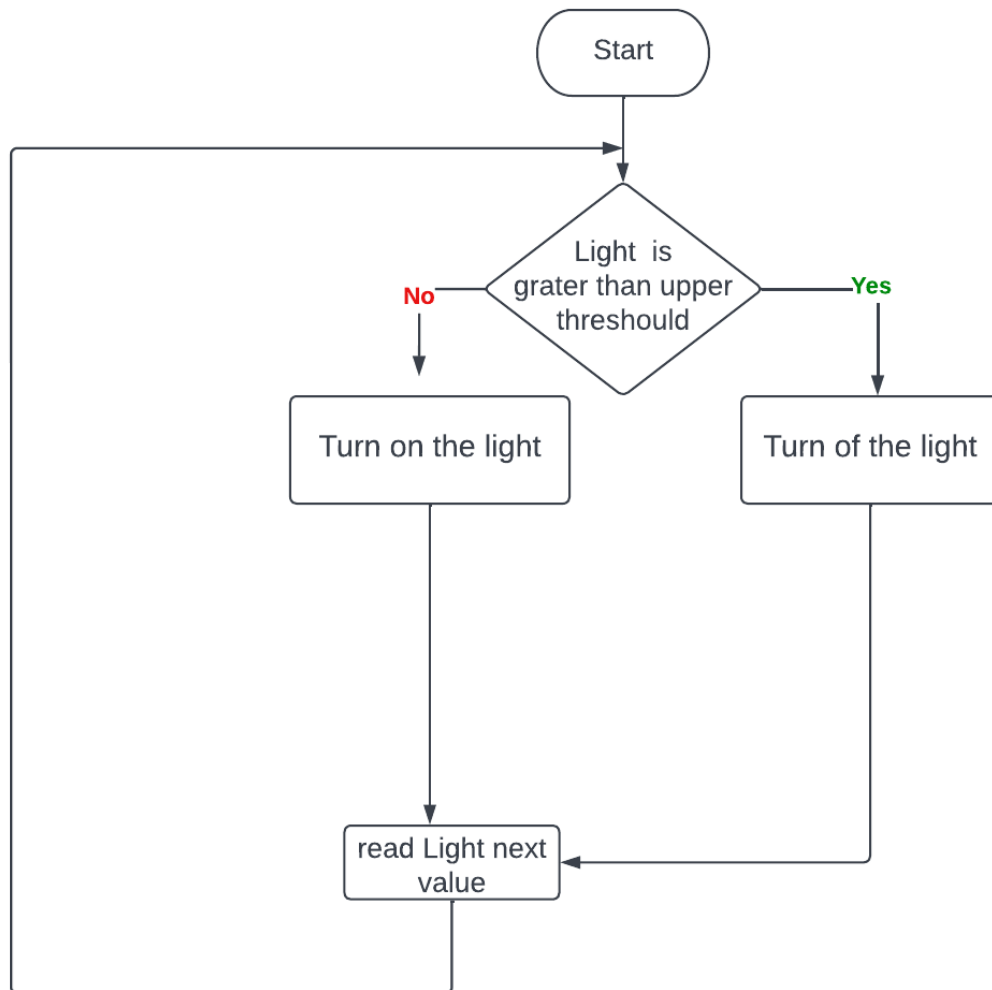 Start
Light is
grater than upper
threshould
No
Yes
Turn on the light
Turn of the light
read Light next
value